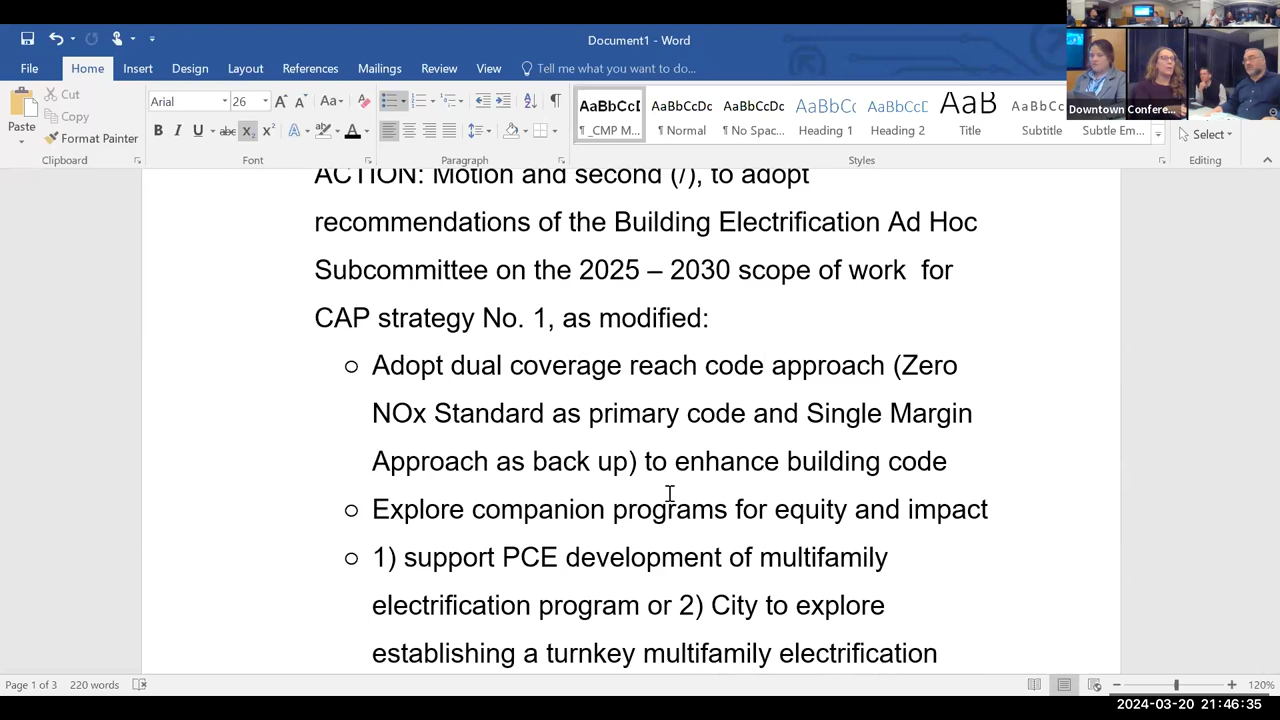 Document1 - Word
File Home Insert Design Layout References Mailings Review View Tell me what you want to do...
Paste
Cut
Copy
Format Painter
Clipboard
Arial 26
Font
Paragraph
AaBbCcI AaBbCcDc AaBbCcDc AaBbCc AaBbCcI AaB AaBbCcD
¶ _CMP M... ¶ Normal ¶ No Spac... Heading 1 Heading 2 Title Subtitle Subtle Em...
Styles
Select
Editing
Downtown Confere...
ACTION: Motion and second (/), to adopt
recommendations of the Building Electrification Ad Hoc
Subcommittee on the 2025 – 2030 scope of work for
CAP strategy No. 1, as modified:
○ Adopt dual coverage reach code approach (Zero
NOx Standard as primary code and Single Margin
Approach as back up) to enhance building code
○ Explore companion programs for equity and impact
○ 1) support PCE development of multifamily
electrification program or 2) City to explore
establishing a turnkey multifamily electrification
Page 1 of 3 220 words 120%
2024-03-20 21:46:35